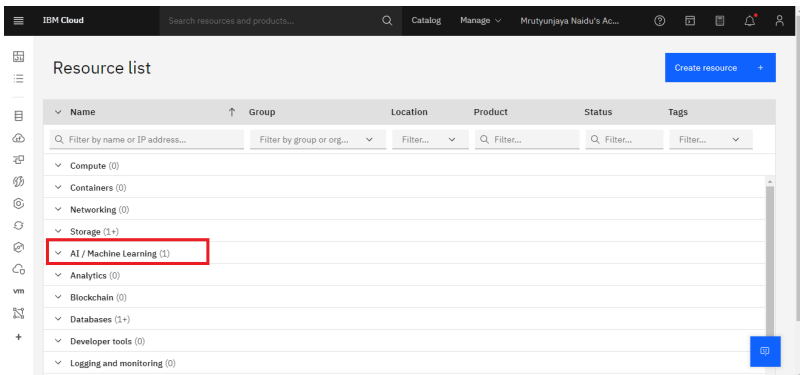 IBM Cloud Search resources and products... Catalog Manage Mrutyunjaya Naidu's Ac...
Resource list
Create resource +
Name Group Location Product Status Tags
Filter by name or IP address... Filter by group or org... Filter... Filter... Filter... Filter...
Compute (0)
Containers (0)
Networking (0)
Storage (1+)
AI / Machine Learning (1)
Analytics (0)
Blockchain (0)
vm
Databases (1+)
Developer tools (0)
Logging and monitoring (0)